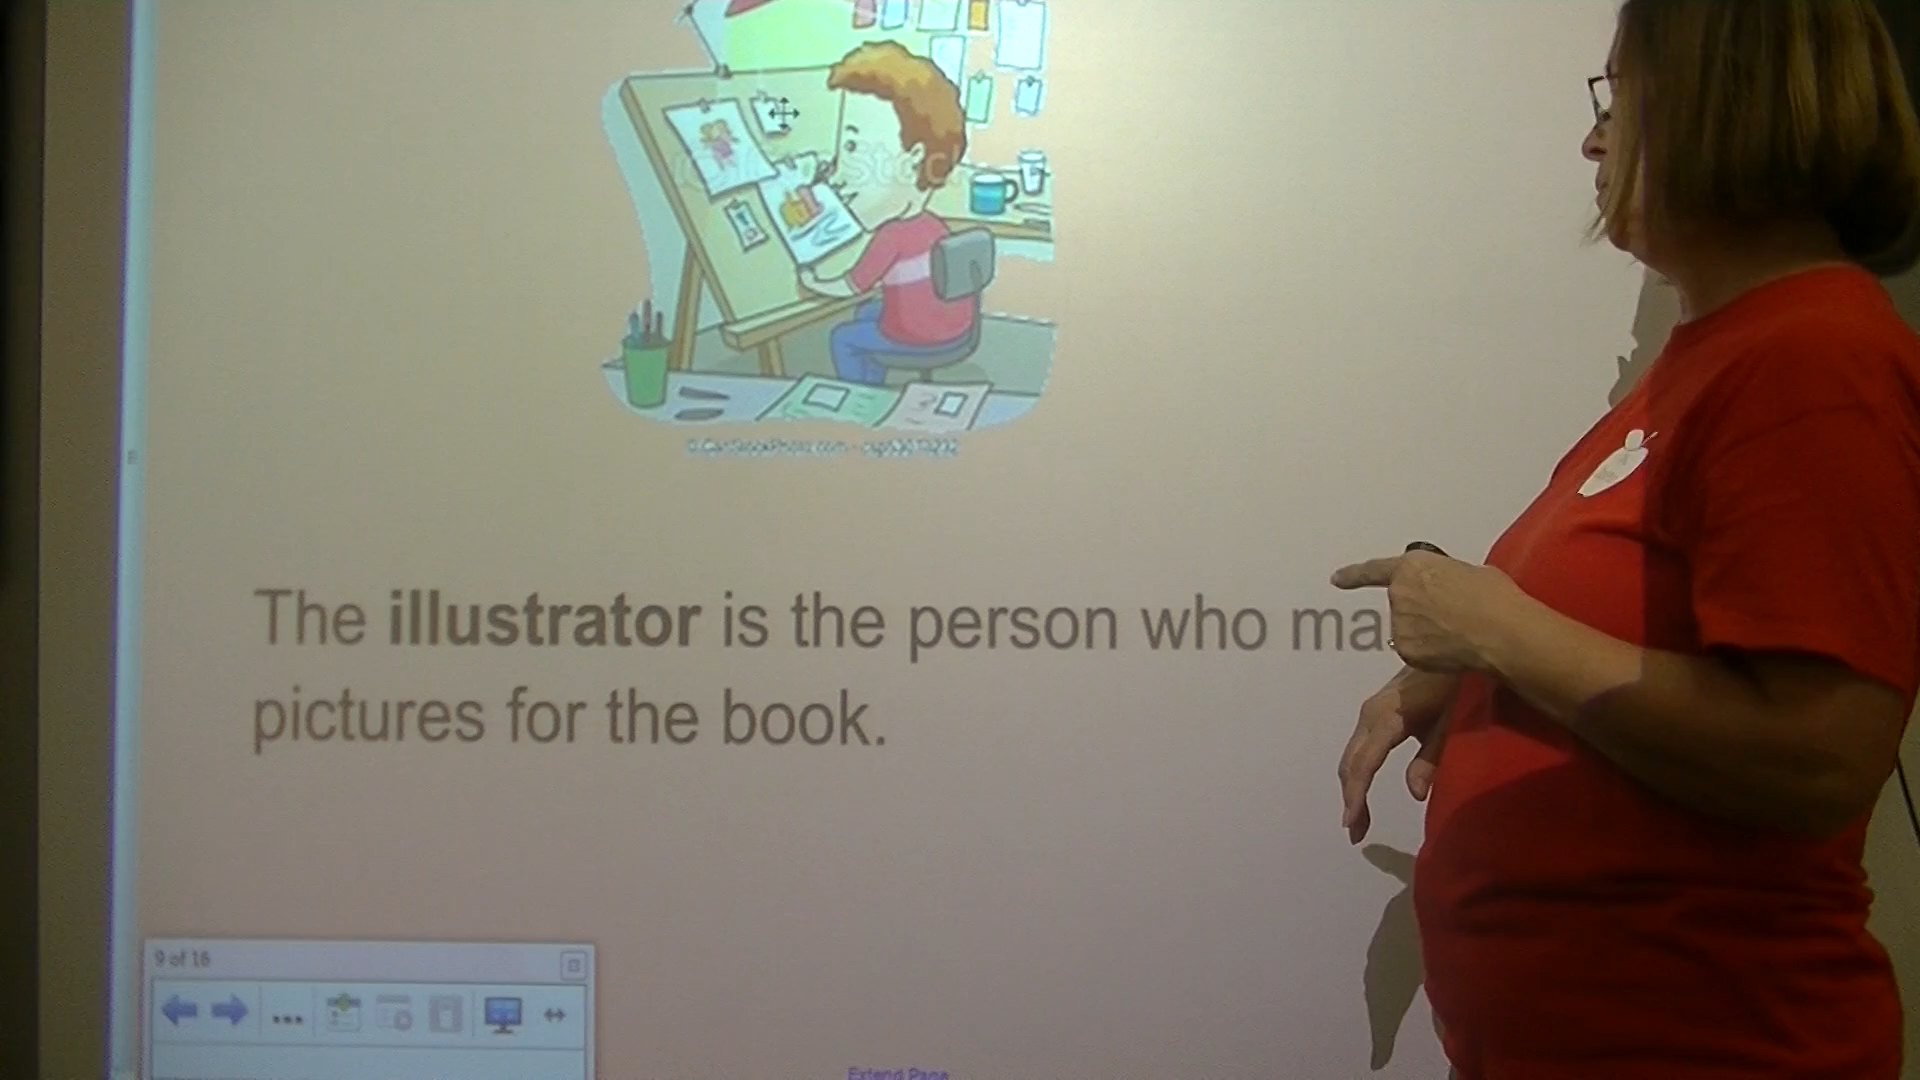 The illustrator is the person who ma
pictures for the book.
9 of 16
Extend Page